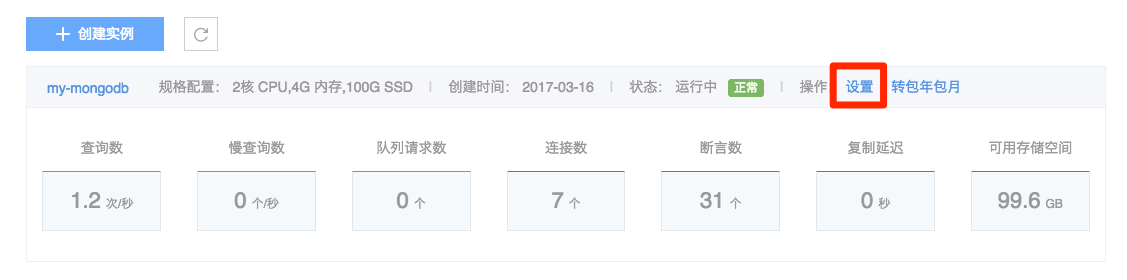 创建实例
my-mongodb 规格配置： 2核 CPU,4G 内存,100G SSD | 创建时间： 2017-03-16 | 状态： 运行中 正常 | 操作 设置 转包年包月
查询数 慢查询数 队列请求数 连接数 断言数 复制延迟 可用存储空间
1.2 次/秒 0 个/秒 0 个 7 个 31 个 0 秒 99.6 GB